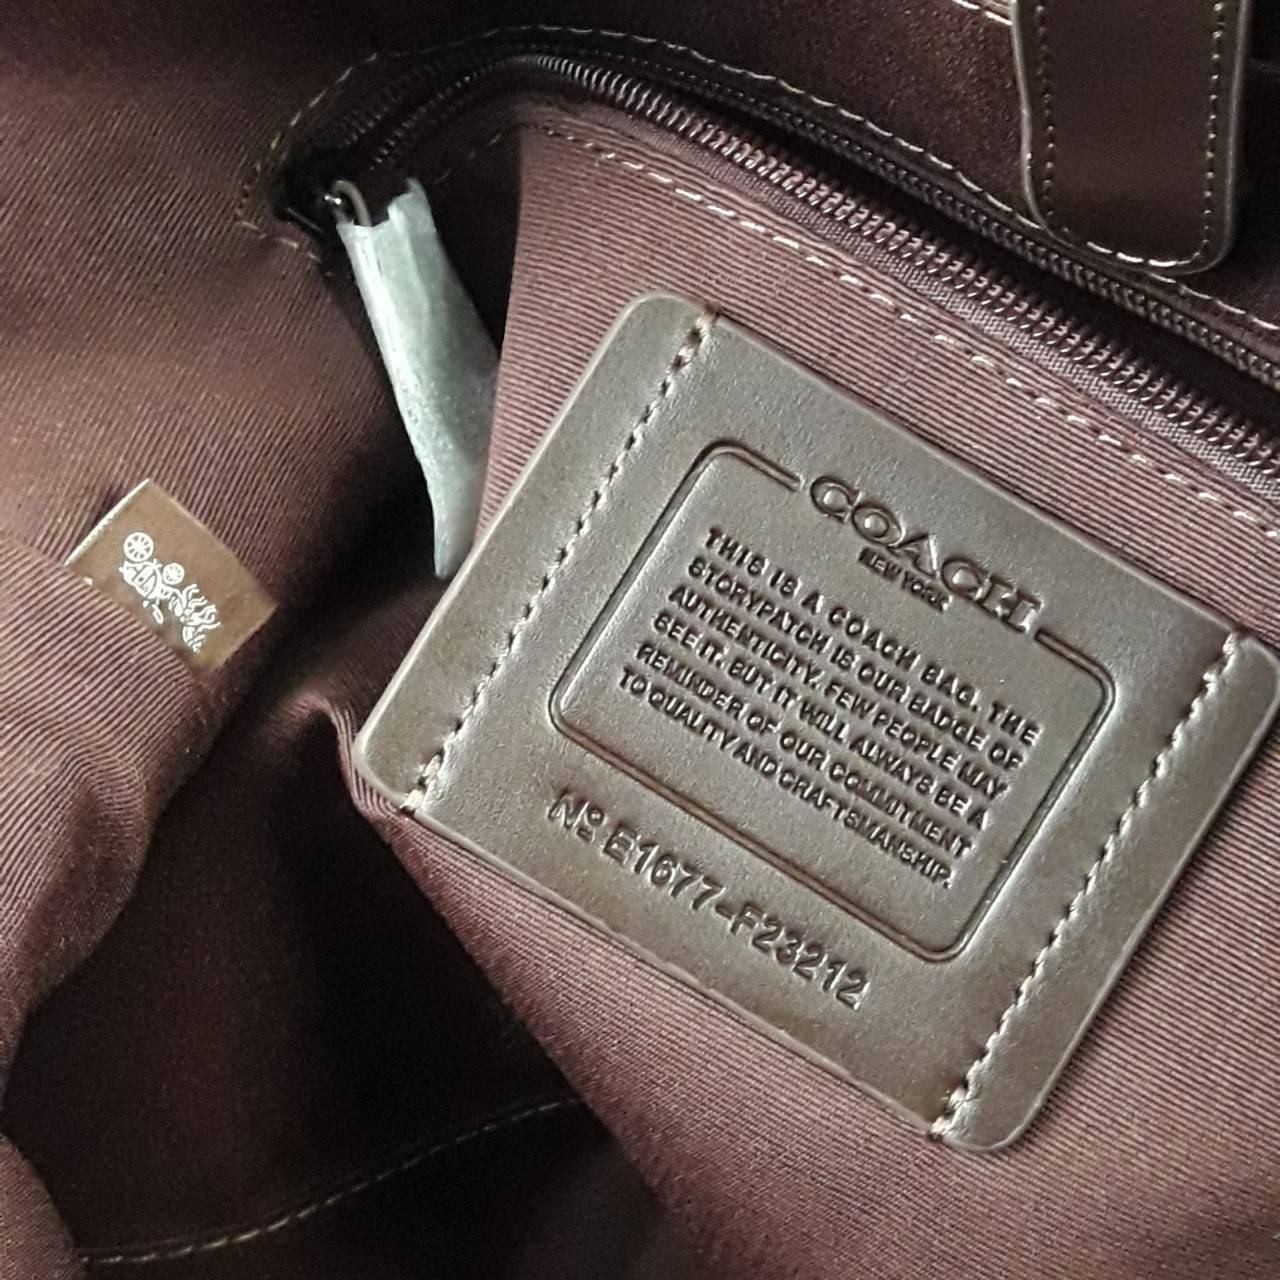 COACH
NEW YORK
THIS IS A COACH BAG. THE
STORYPATCH IS OUR BADGE OF
AUTHENTICITY. FEW PEOPLE MAY
SEE IT. BUT IT WILL ALWAYS BE A
REMINDER OF OUR COMMITMENT
TO QUALITY AND CRAFTSMANSHIP.
Nº E1677-F23212